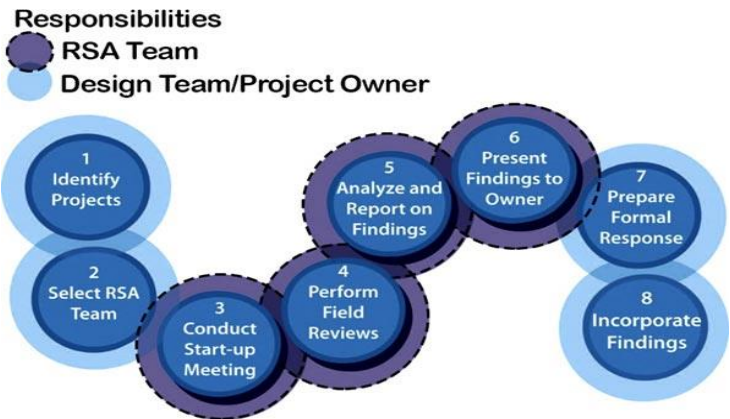 Responsibilities
RSA Team
Design Team/Project Owner
1
Identify
Projects
2
Select RSA
Team
3
Conduct
Start-up
Meeting
4
Perform
Field
Reviews
5
Analyze and
Report on
Findings
6
Present
Findings to
Owner
7
Prepare
Formal
Response
8
Incorporate
Findings